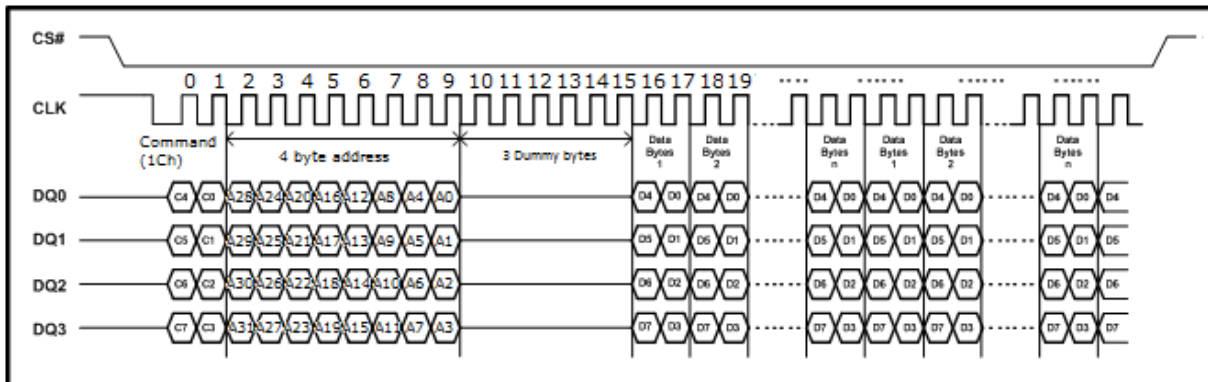 CS#
0 1 2 3 4 5 6 7 8 9 10 11 12 13 14 15 16 17 18 19
CLK
Command
(1Ch)
4 byte address
3 Dummy bytes
Data
Bytes
1
Data
Bytes
2
Data
Bytes
n
Data
Bytes
1
Data
Bytes
2
Data
Bytes
n
DQ0 C4 C0 A28 A24 A20 A16 A12 A8 A4 A0 D4 D0 D4 D0 D4 D0 D4 D0 D4 D0 D4 D0 D4
DQ1 C5 C1 A29 A25 A21 A17 A13 A9 A5 A1 D5 D1 D5 D1 D5 D1 D5 D1 D5 D1 D5 D1 D5
DQ2 C6 C2 A30 A26 A22 A18 A14 A10 A6 A2 D6 D2 D6 D2 D6 D2 D6 D2 D6 D2 D6 D2 D6
DQ3 C7 C3 A31 A27 A23 A19 A15 A11 A7 A3 D7 D3 D7 D3 D7 D3 D7 D3 D7 D3 D7 D3 D7